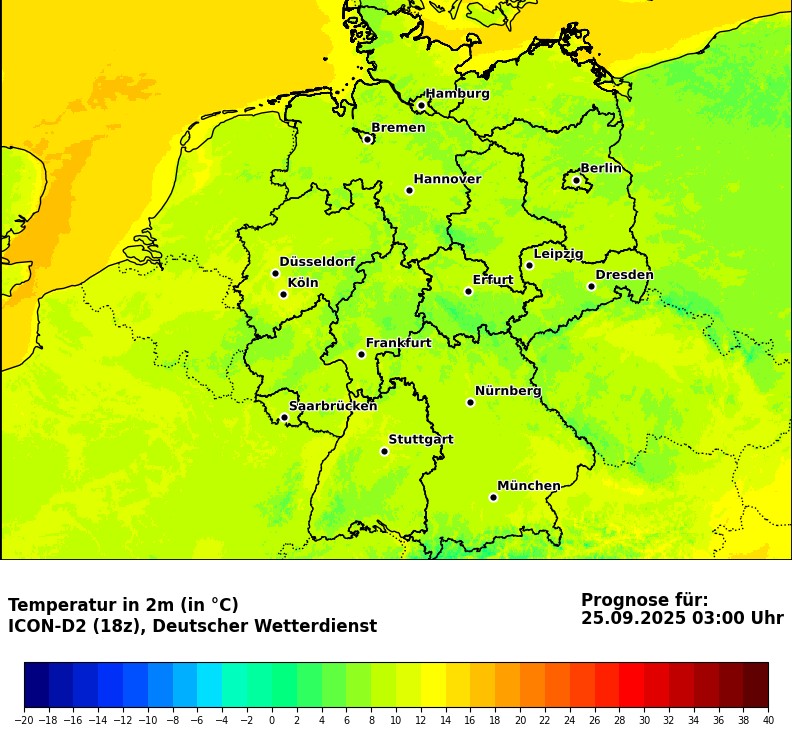 Hamburg
Bremen
Berlin
Hannover
Leipzig
Düsseldorf
Dresden
Köln
Erfurt
Frankfurt
Nürnberg
Saarbrücken
Stuttgart
München
Temperatur in 2m (in °C)
ICON-D2 (18z), Deutscher Wetterdienst
Prognose für:
25.09.2025 03:00 Uhr
−20 −18 −16 −14 −12 −10 −8 −6 −4 −2 0 2 4 6 8 10 12 14 16 18 20 22 24 26 28 30 32 34 36 38 40